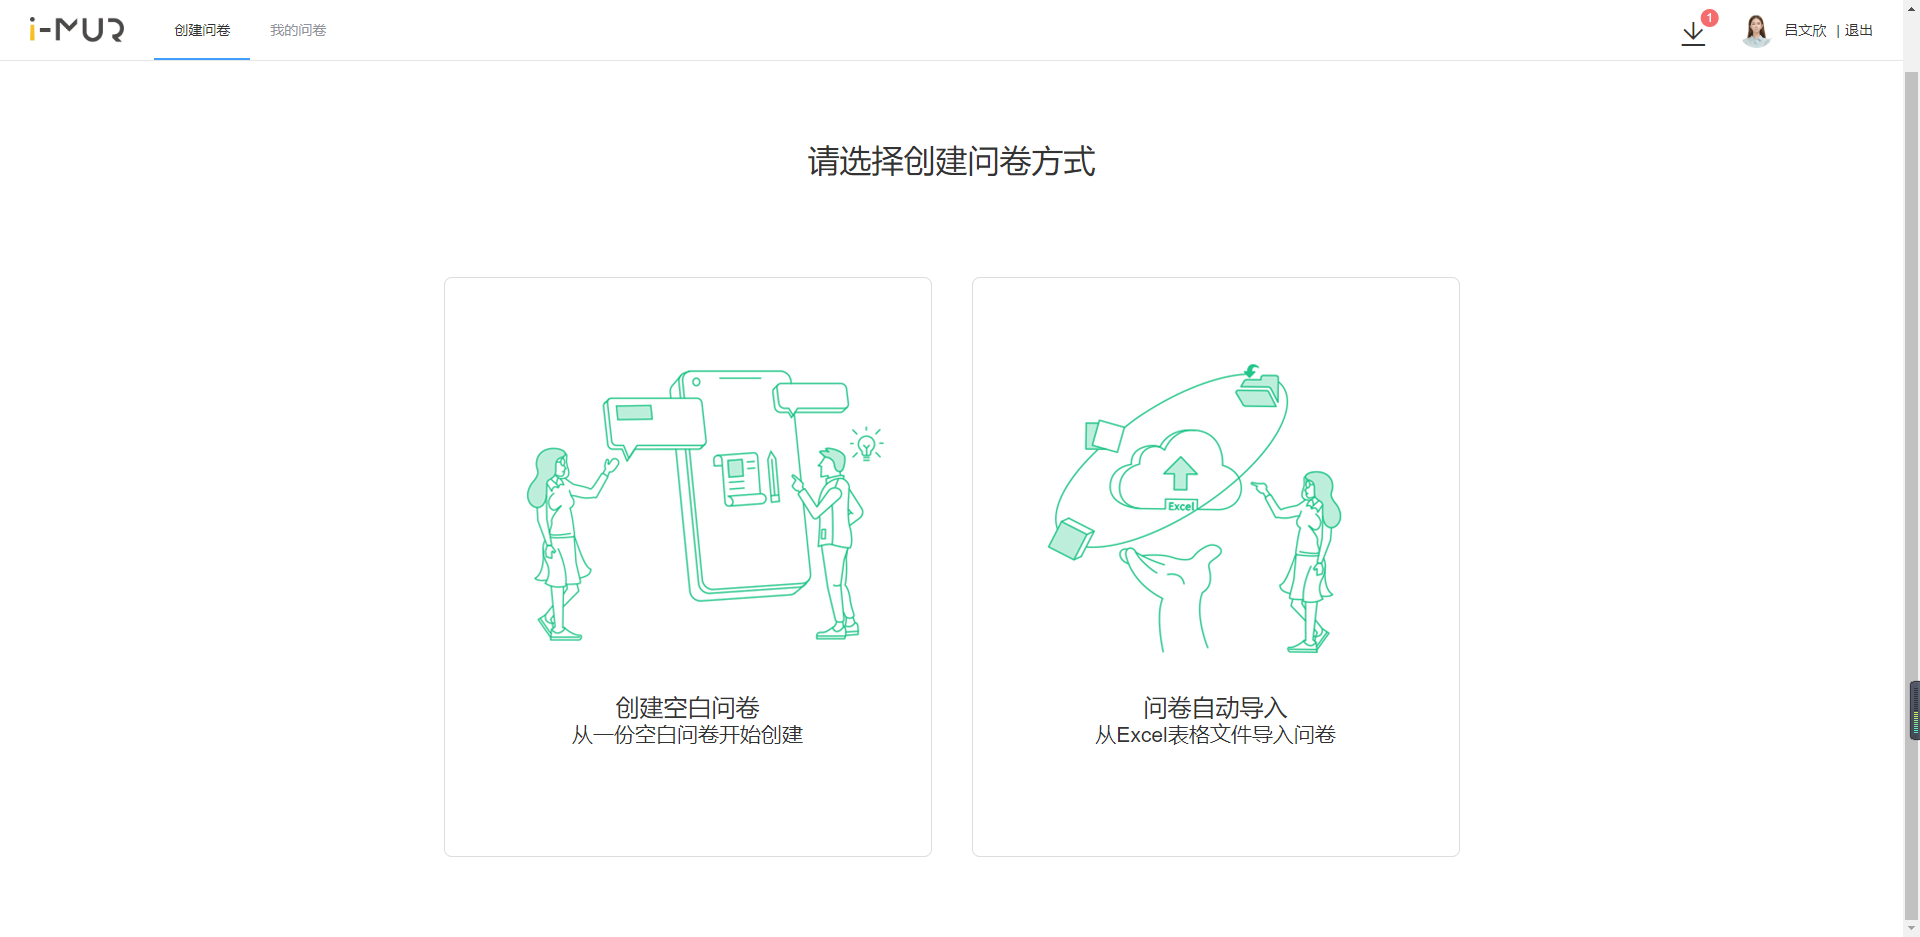 i-MUR
创建问卷
我的问卷
1
吕文欣 | 退出
请选择创建问卷方式
Excel
创建空白问卷
从一份空白问卷开始创建
问卷自动导入
从Excel表格文件导入问卷